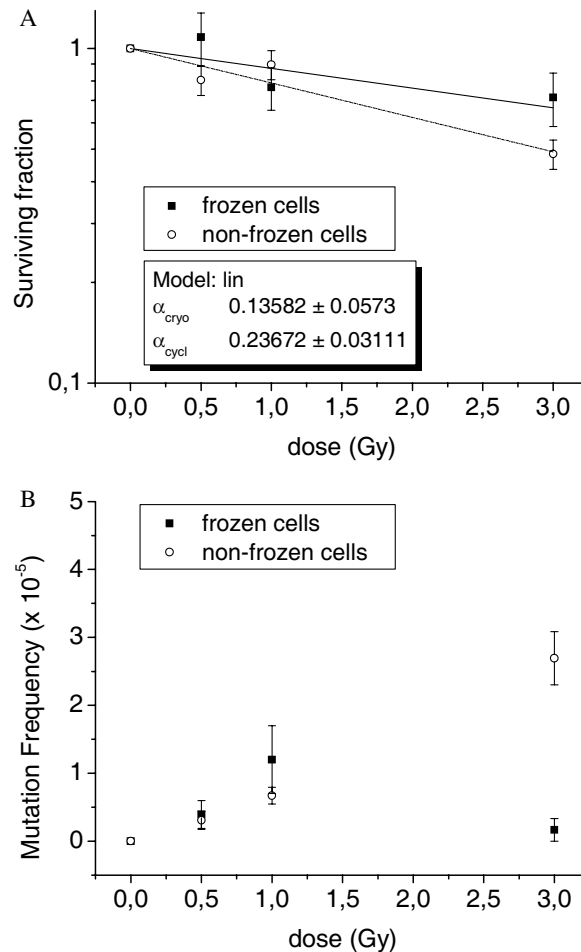 A
1
0,1
Surviving fraction
frozen cells
non-frozen cells
Model: lin
αcryo 0.13582 ± 0.0573
αcycl 0.23672 ± 0.03111
0,0 0,5 1,0 1,5 2,0 2,5 3,0
dose (Gy)
B
5
4
3
2
1
0
Mutation Frequency (x 10⁻⁵)
frozen cells
non-frozen cells
0,0 0,5 1,0 1,5 2,0 2,5 3,0
dose (Gy)